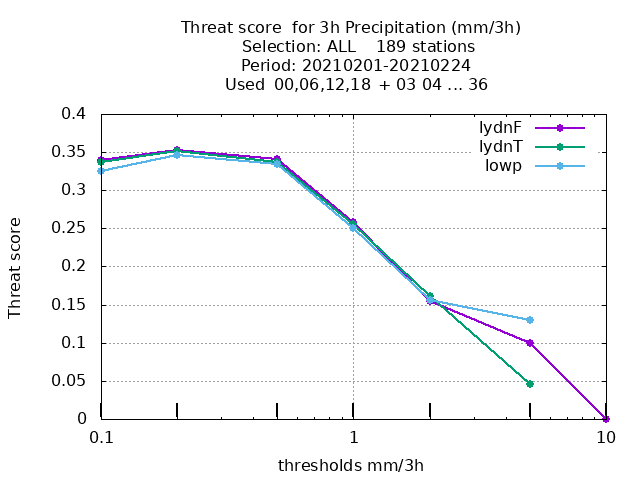 Threat score  for 3h Precipitation (mm/3h)
Selection: ALL    189 stations
Period: 20210201-20210224
Used  00,06,12,18  + 03 04 ... 36
lydnF
lydnT
lowp
0.4
0.35
0.3
0.25
0.2
0.15
0.1
0.05
0
Threat score
0.1 1 10
thresholds mm/3h